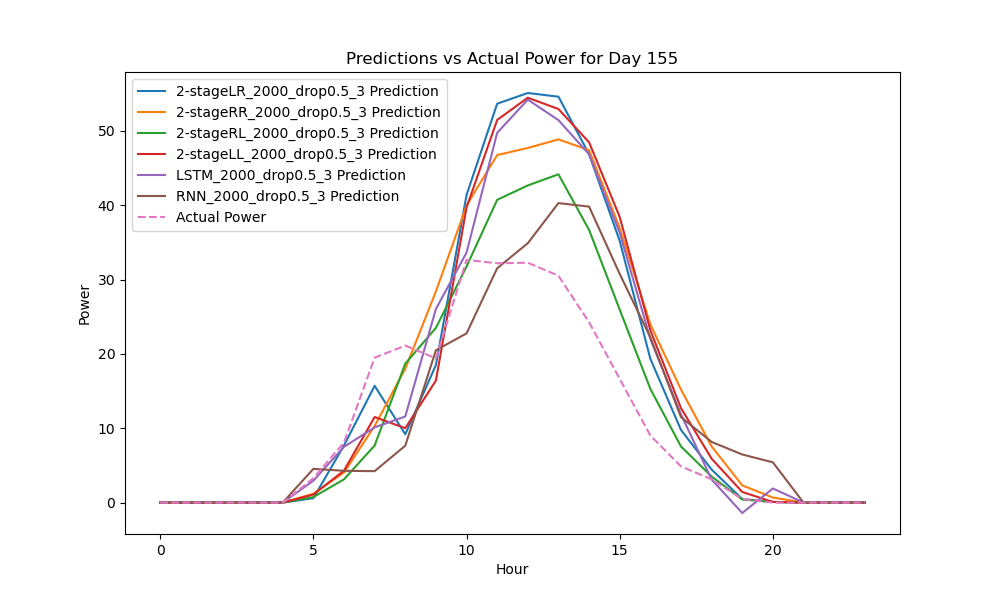 Predictions vs Actual Power for Day 155
2-stageLR_2000_drop0.5_3 Prediction
2-stageRR_2000_drop0.5_3 Prediction
2-stageRL_2000_drop0.5_3 Prediction
2-stageLL_2000_drop0.5_3 Prediction
LSTM_2000_drop0.5_3 Prediction
RNN_2000_drop0.5_3 Prediction
Actual Power
Power
50
40
30
20
10
0
0 5 10 15 20
Hour